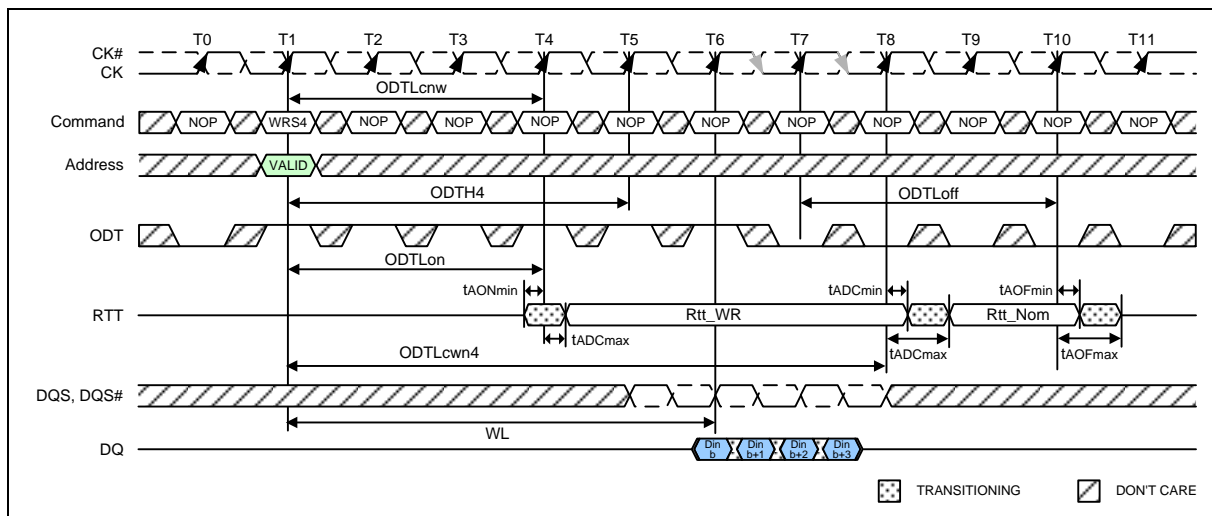 T0 T1 T2 T3 T4 T5 T6 T7 T8 T9 T10 T11
CK#
CK
ODTLcnw
Command NOP WRS4 NOP NOP NOP NOP NOP NOP NOP NOP NOP NOP
Address VALID
ODTH4 ODTLoff
ODT
ODTLon
tAONmin tADCmin tAOFmin
RTT Rtt_WR Rtt_Nom
tADCmax tADCmax tAOFmax
ODTLcwn4
DQS, DQS#
WL
DQ Din b Din b+1 Din b+2 Din b+3
TRANSITIONING DON'T CARE